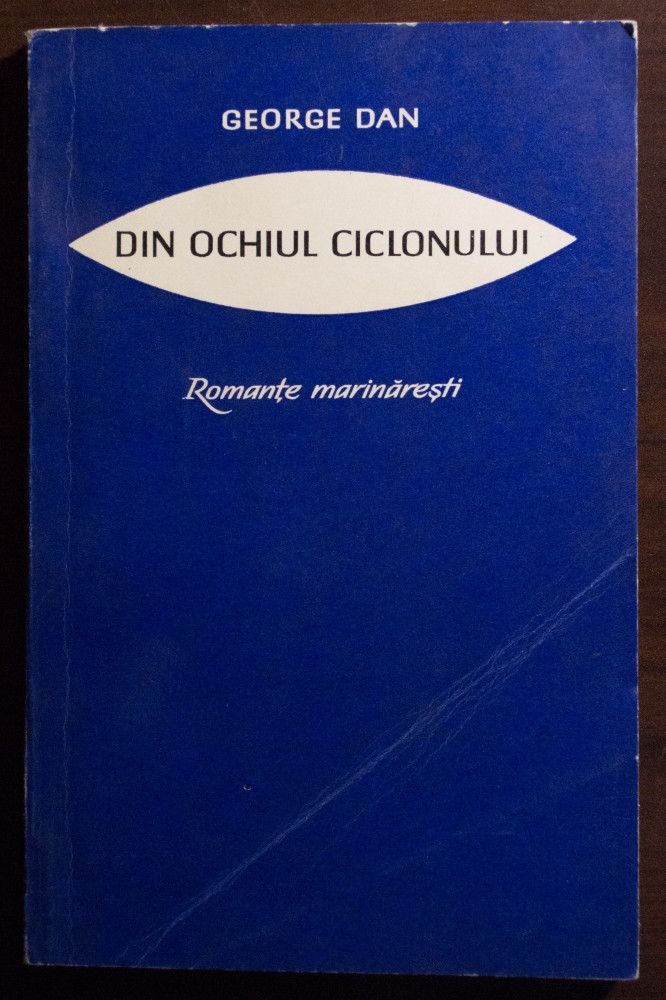 GEORGE DAN
DIN OCHIUL CICLONULUI
Romanțe marinărești